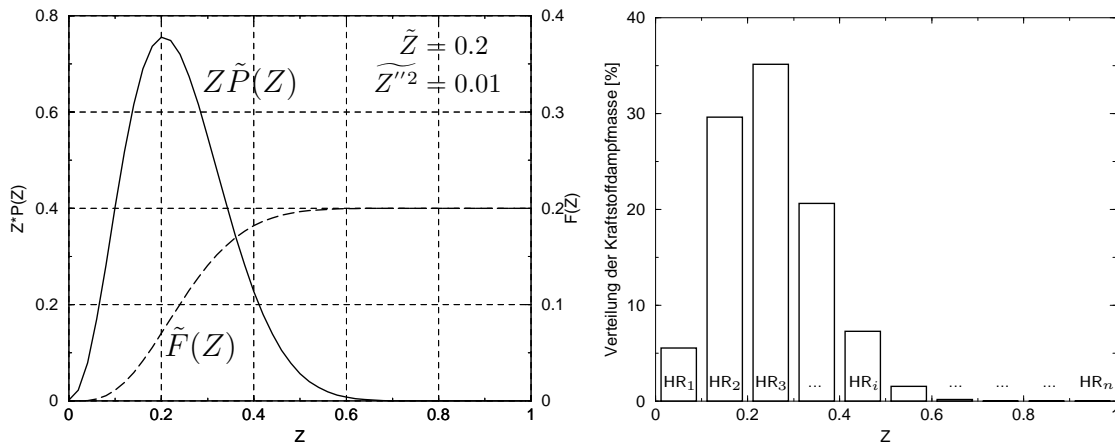 0.8
0.6
0.4
0.2
0
0.4
0.3
0.2
0.1
0
0 0.2 0.4 0.6 0.8 1
Z*P(Z)
F(Z)
Z
Z̃ = 0.2
\widetilde{Z''^2} = 0.01
ZP̃(Z)
F̃(Z)
40
30
20
10
0
0 0.2 0.4 0.6 0.8 1
Verteilung der Kraftstoffdampfmasse [%]
Z
HR₁ HR₂ HR₃ ... HRᵢ ... ... ... HRₙ